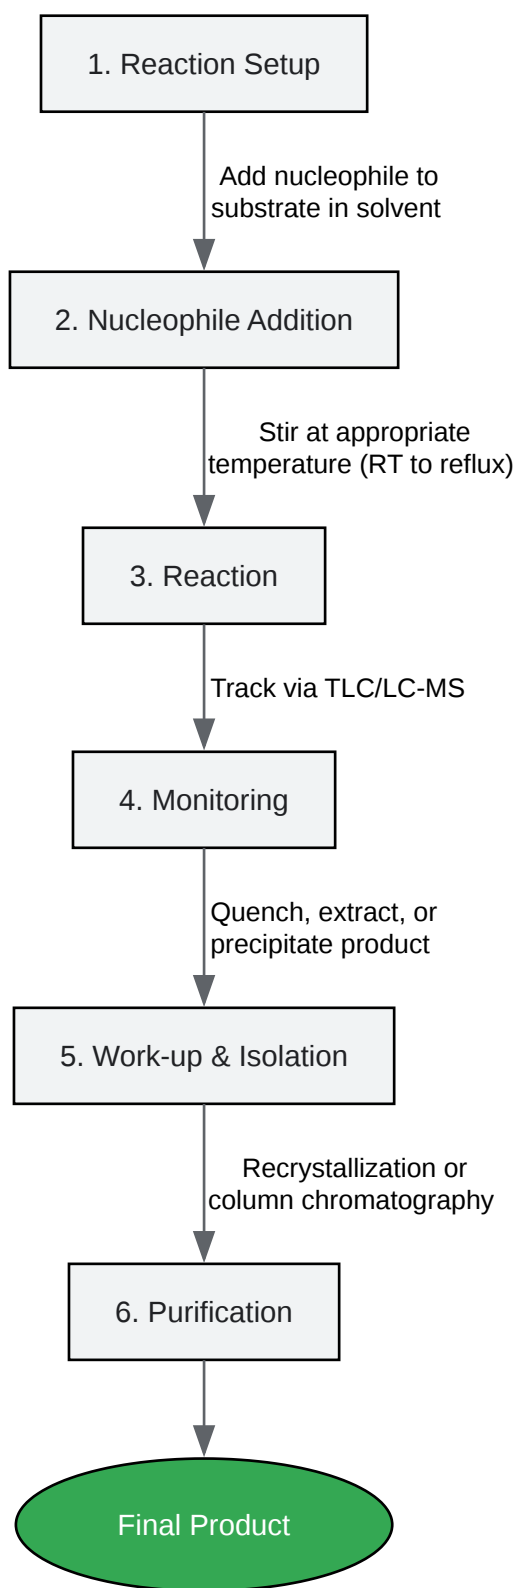 1. Reaction Setup
Add nucleophile to
substrate in solvent
2. Nucleophile Addition
Stir at appropriate
temperature (RT to reflux)
3. Reaction
Track via TLC/LC-MS
4. Monitoring
Quench, extract, or
precipitate product
5. Work-up & Isolation
Recrystallization or
column chromatography
6. Purification
Final Product